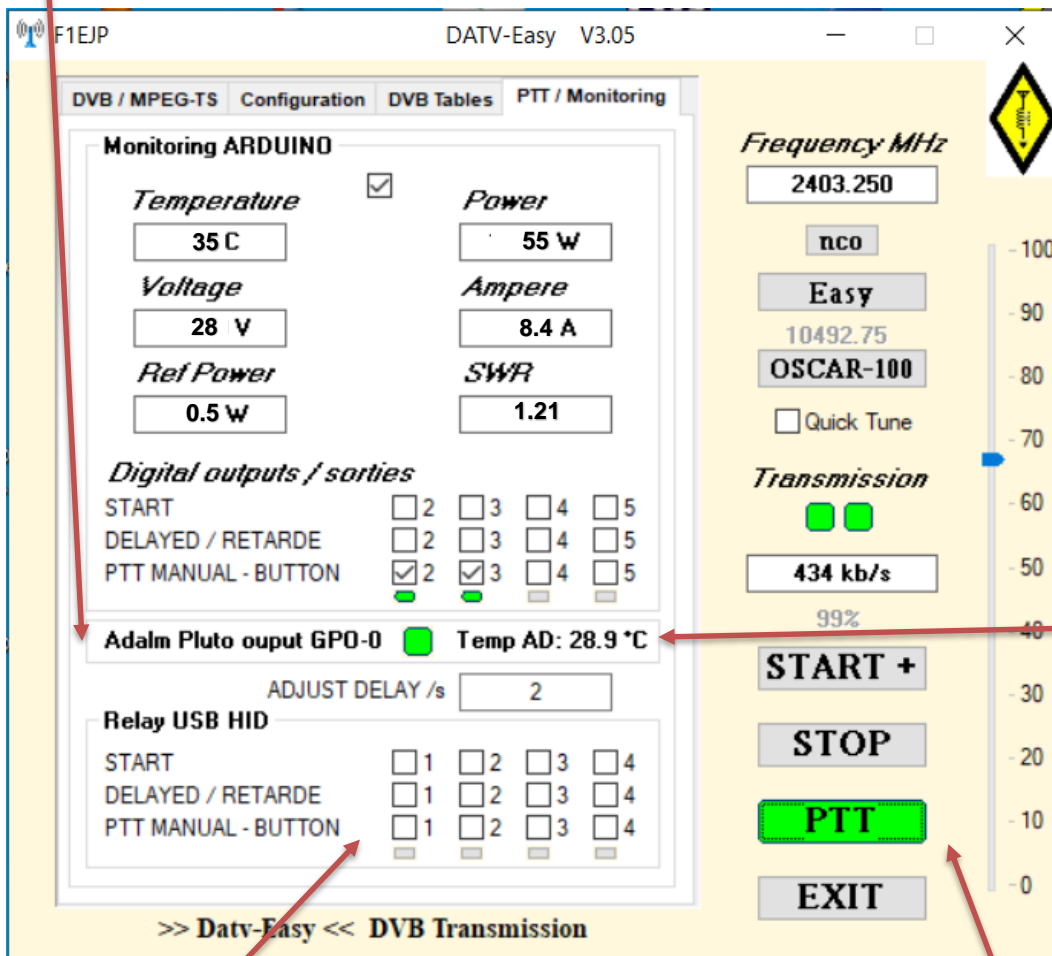 F1EJP DATV-Easy V3.05
DVB / MPEG-TS Configuration DVB Tables PTT / Monitoring
Monitoring ARDUINO
Temperature Power
35 C 55 W
Voltage Ampere
28 V 8.4 A
Ref Power SWR
0.5 W 1.21
Digital outputs / sorties
START 2 3 4 5
DELAYED / RETARDE 2 3 4 5
PTT MANUAL - BUTTON 2 3 4 5
Adalm Pluto ouput GPO-0 Temp AD: 28.9 °C
ADJUST DELAY /s 2
Relay USB HID
START 1 2 3 4
DELAYED / RETARDE 1 2 3 4
PTT MANUAL - BUTTON 1 2 3 4
>> Datv-Easy << DVB Transmission
Frequency MHz
2403.250
nco
Easy
10492.75
OSCAR-100
Quick Tune
Transmission
434 kb/s
99%
START +
STOP
PTT
EXIT
100
90
80
70
60
50
40
30
20
10
0